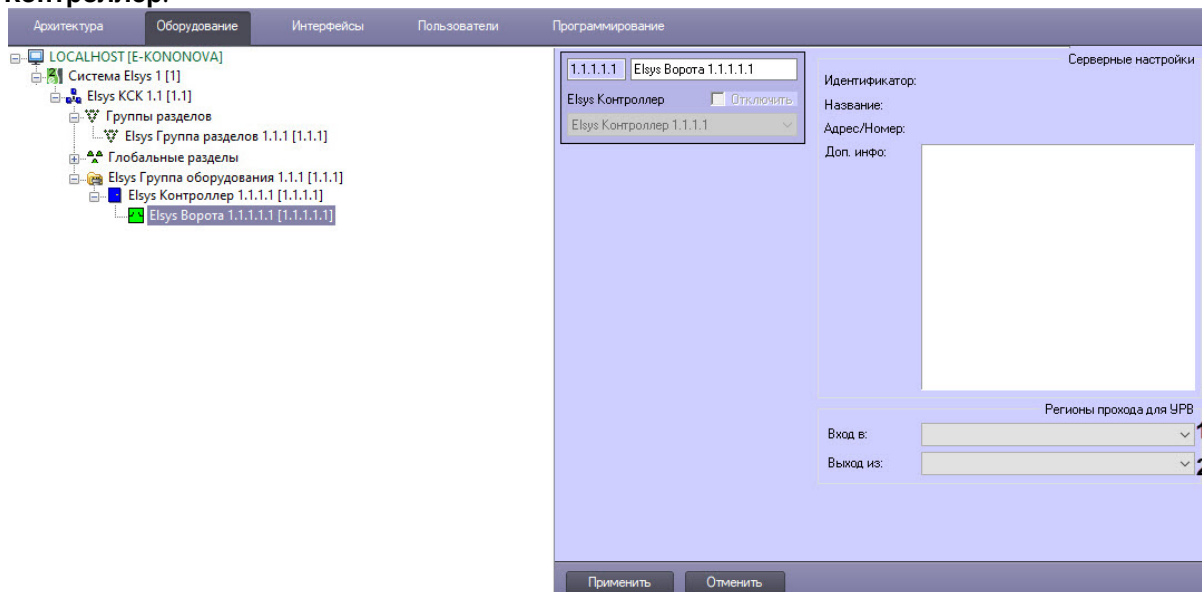 контроллер.
Архитектура Оборудование Интерфейсы Пользователи Программирование
LOCALHOST [E-KONONOVA]
Система Elsys 1 [1]
Elsys КСК 1.1 [1.1]
Группы разделов
Elsys Группа разделов 1.1.1 [1.1.1]
Глобальные разделы
Elsys Группа оборудования 1.1.1 [1.1.1]
Elsys Контроллер 1.1.1.1 [1.1.1.1]
Elsys Ворота 1.1.1.1.1 [1.1.1.1.1]
1.1.1.1.1 Elsys Ворота 1.1.1.1.1
Elsys Контроллер Отключить
Elsys Контроллер 1.1.1.1
Серверные настройки
Идентификатор:
Название:
Адрес/Номер:
Доп. инфо:
Регионы прохода для УРВ
Вход в: 1
Выход из: 2
Применить Отменить